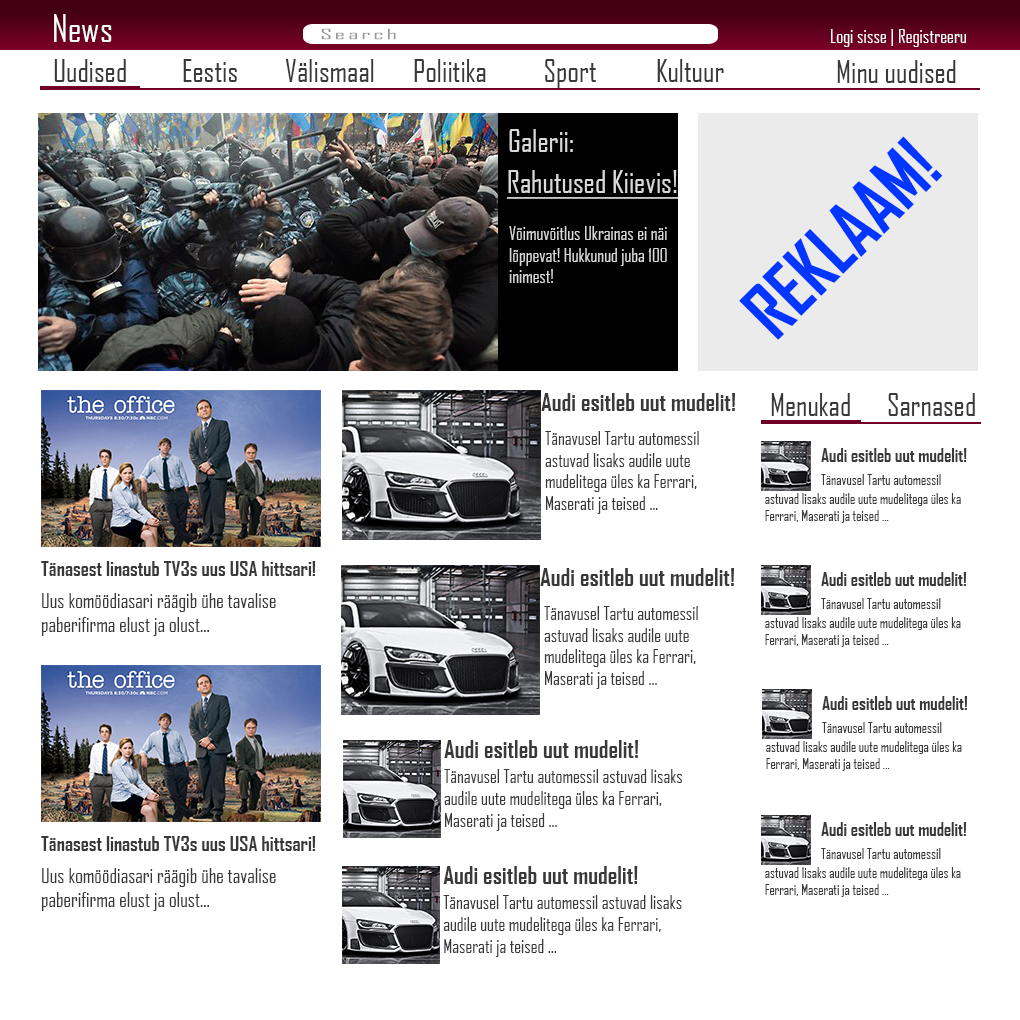 News
Search
Logi sisse | Registreeru
Uudised Eestis Välismaal Poliitika Sport Kultuur Minu uudised
Galerii:
Rahutused Kiievis!
Võimuvõitlus Ukrainas ei näi
lõppevat! Hukkunud juba 100
inimest!
REKLAAM!
the office
THURSDAYS 8:30/7:30c NBC.COM
Tänasest linastub TV3s uus USA hittsari!
Uus komöödiasari räägib ühe tavalise
paberifirma elust ja olust...
the office
THURSDAYS 8:30/7:30c NBC.COM
Tänasest linastub TV3s uus USA hittsari!
Uus komöödiasari räägib ühe tavalise
paberifirma elust ja olust...
Audi esitleb uut mudelit!
Tänavusel Tartu automessil
astuvad lisaks audile uute
mudelitega üles ka Ferrari,
Maserati ja teised ...
Audi esitleb uut mudelit!
Tänavusel Tartu automessil
astuvad lisaks audile uute
mudelitega üles ka Ferrari,
Maserati ja teised ...
Audi esitleb uut mudelit!
Tänavusel Tartu automessil astuvad lisaks
audile uute mudelitega üles ka Ferrari,
Maserati ja teised ...
Audi esitleb uut mudelit!
Tänavusel Tartu automessil astuvad lisaks
audile uute mudelitega üles ka Ferrari,
Maserati ja teised ...
Menukad Sarnased
Audi esitleb uut mudelit!
Tänavusel Tartu automessil
astuvad lisaks audile uute mudelitega üles ka
Ferrari, Maserati ja teised ...
Audi esitleb uut mudelit!
Tänavusel Tartu automessil
astuvad lisaks audile uute mudelitega üles ka
Ferrari, Maserati ja teised ...
Audi esitleb uut mudelit!
Tänavusel Tartu automessil
astuvad lisaks audile uute mudelitega üles ka
Ferrari, Maserati ja teised ...
Audi esitleb uut mudelit!
Tänavusel Tartu automessil
astuvad lisaks audile uute mudelitega üles ka
Ferrari, Maserati ja teised ...